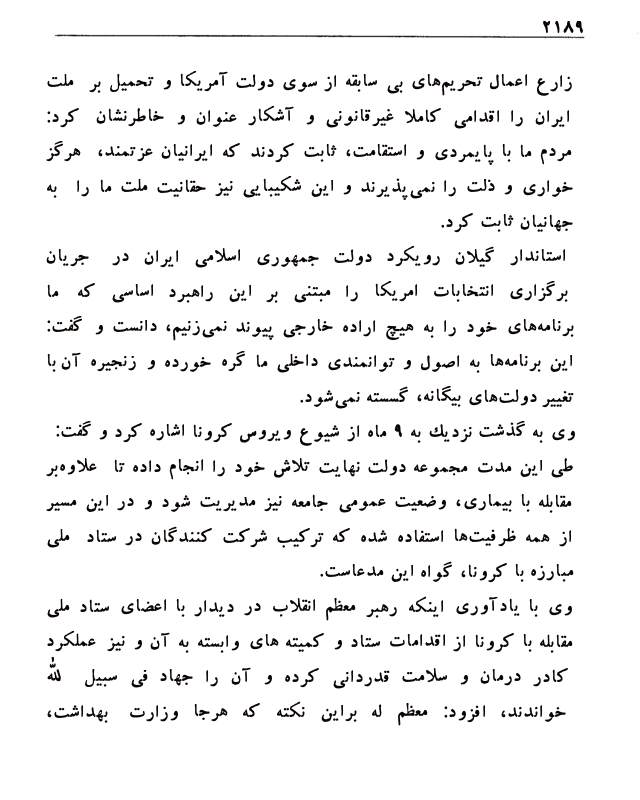 ۲۱۸۹
زارع اعمال تحریم‌های بی سابقه از سوی دولت آمریکا و تحمیل بر ملت
ایران را اقدامی کاملا غیرقانونی و آشکار عنوان و خاطرنشان کرد:
مردم ما با پایمردی و استقامت، ثابت کردند که ایرانیان عزتمند، هرگز
خواری و ذلت را نمی‌پذیرند و این شکیبایی نیز حقانیت ملت ما را به
جهانیان ثابت کرد.
استاندار گیلان رویکرد دولت جمهوری اسلامی ایران در جریان
برگزاری انتخابات امریکا را مبتنی بر این راهبرد اساسی که ما
برنامه‌های خود را به هیچ اراده خارجی پیوند نمی‌زنیم، دانست و گفت:
این برنامه‌ها به اصول و توانمندی داخلی ما گره خورده و زنجیره آن با
تغییر دولت‌های بیگانه، گسسته نمی‌شود.
وی به گذشت نزدیك به ۹ ماه از شیوع ویروس کرونا اشاره کرد و گفت:
طی این مدت مجموعه دولت نهایت تلاش خود را انجام داده تا علاوه‌بر
مقابله با بیماری، وضعیت عمومی جامعه نیز مدیریت شود و در این مسیر
از همه ظرفیت‌ها استفاده شده که ترکیب شرکت کنندگان در ستاد ملی
مبارزه با کرونا، گواه این مدعاست.
وی با یادآوری اینکه رهبر معظم انقلاب در دیدار با اعضای ستاد ملی
مقابله با کرونا از اقدامات ستاد و کمیته های وابسته به آن و نیز عملکرد
کادر درمان و سلامت قدردانی کرده و آن را جهاد فی سبیل لله
خواندند، افزود: معظم له براین نکته که هرجا وزارت بهداشت،